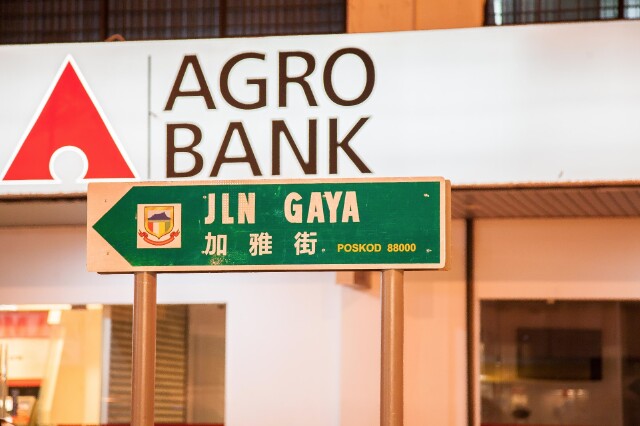 AGRO
BANK
JLN GAYA
加雅街 POSKOD 88000